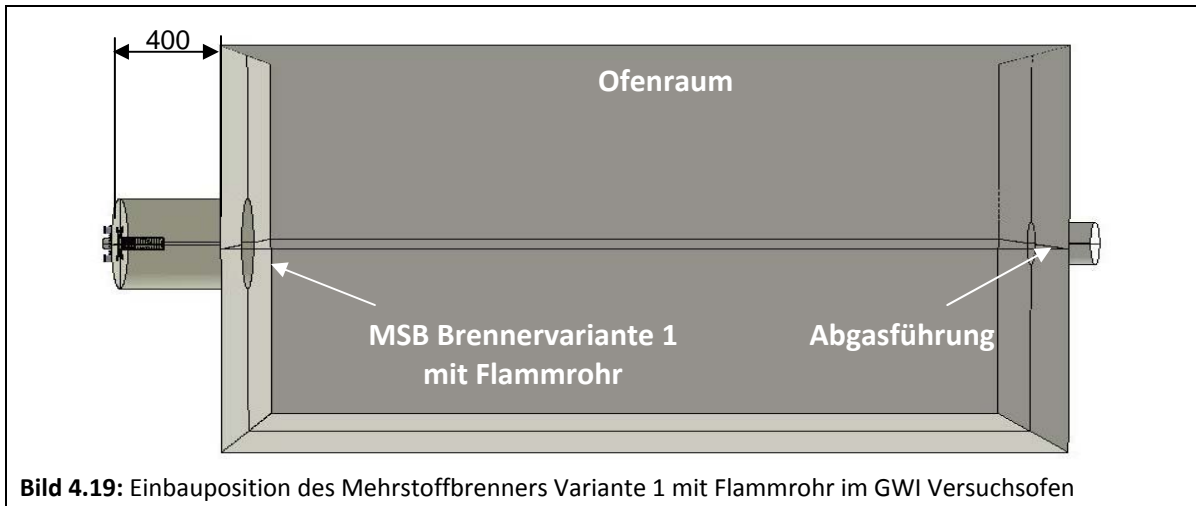 400
Ofenraum
MSB Brennervariante 1
mit Flammrohr
Abgasführung
Bild 4.19: Einbauposition des Mehrstoffbrenners Variante 1 mit Flammrohr im GWI Versuchsofen